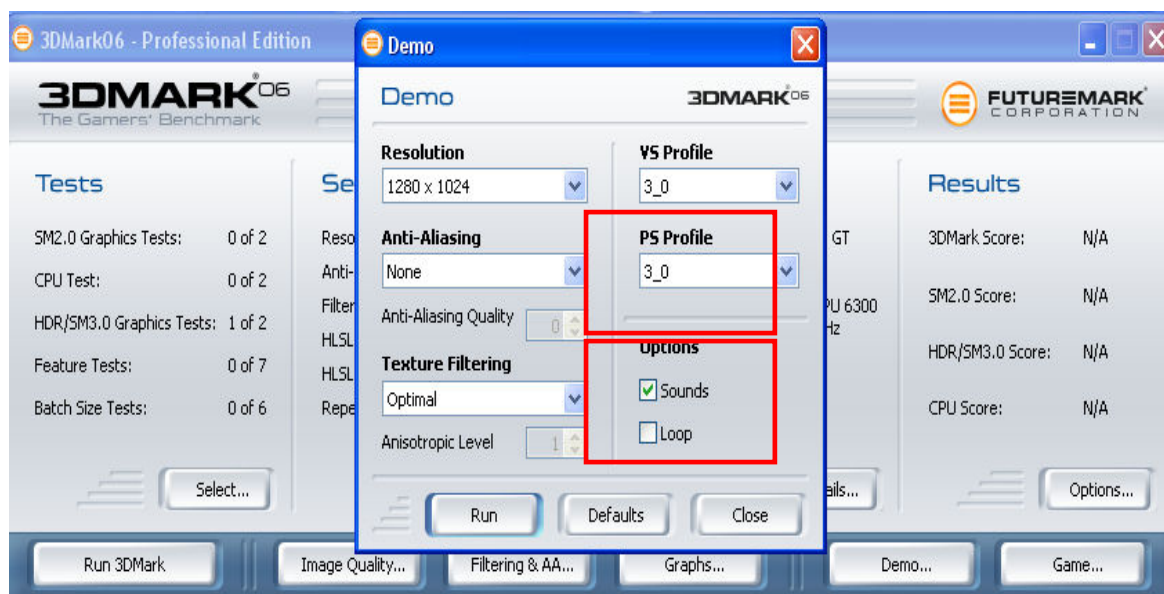 3DMark06 - Professional Edition
Demo
3DMARK06
The Gamers' Benchmark
Demo
3DMARK06
FUTUREMARK
CORPORATION
Tests
SM2.0 Graphics Tests: 0 of 2
CPU Test: 0 of 2
HDR/SM3.0 Graphics Tests: 1 of 2
Feature Tests: 0 of 7
Batch Size Tests: 0 of 6
Select...
Se
Reso
Anti-
Filter
HLSL
HLSL
Repe
Resolution
1280 x 1024
Anti-Aliasing
None
Anti-Aliasing Quality 0
Texture Filtering
Optimal
Anisotropic Level 1
VS Profile
3_0
PS Profile
3_0
Options
Sounds
Loop
Run
Defaults
Close
GT
PU 6300
Hz
ails...
Results
3DMark Score: N/A
SM2.0 Score: N/A
HDR/SM3.0 Score: N/A
CPU Score: N/A
Options...
Run 3DMark
Image Quality...
Filtering & AA...
Graphs...
Demo...
Game...